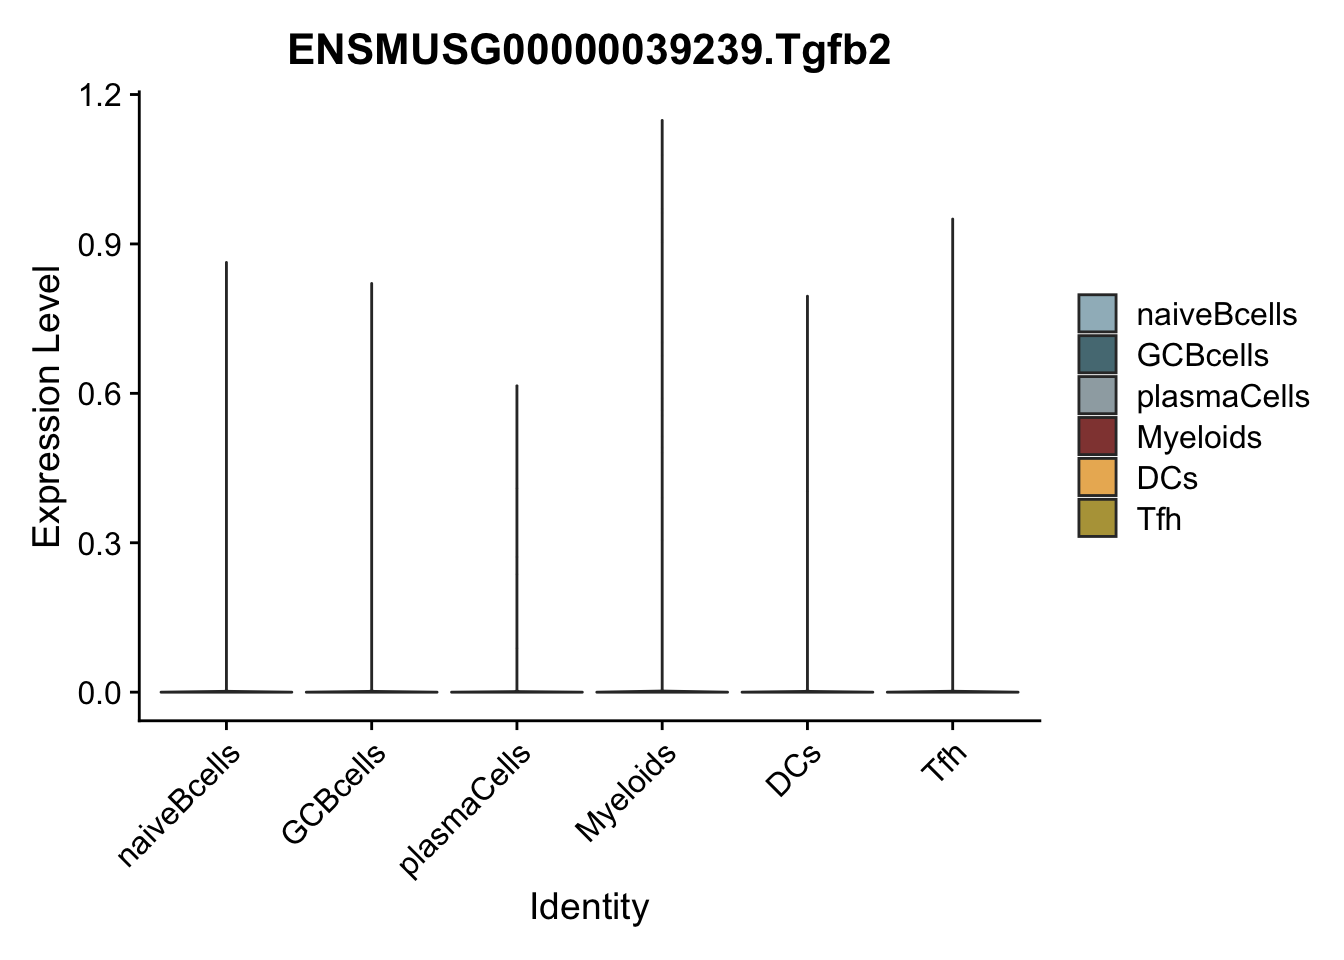 ENSMUSG00000039239.Tgfb2
1.2
0.9
0.6
0.3
0.0
Expression Level
naiveBcells
GCBcells
plasmaCells
Myeloids
DCs
Tfh
Identity
naiveBcells
GCBcells
plasmaCells
Myeloids
DCs
Tfh